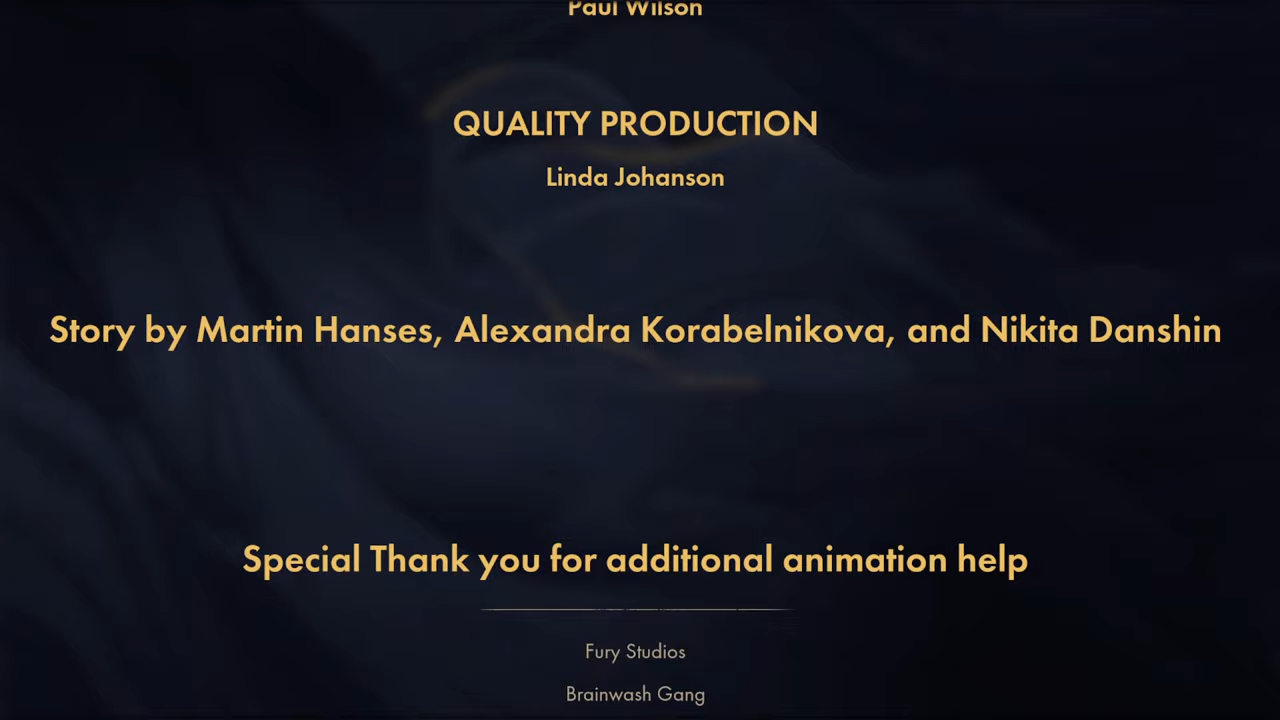 Paul Wilson
QUALITY PRODUCTION
Linda Johanson
Story by Martin Hanses, Alexandra Korabelnikova, and Nikita Danshin
Special Thank you for additional animation help
Fury Studios
Brainwash Gang